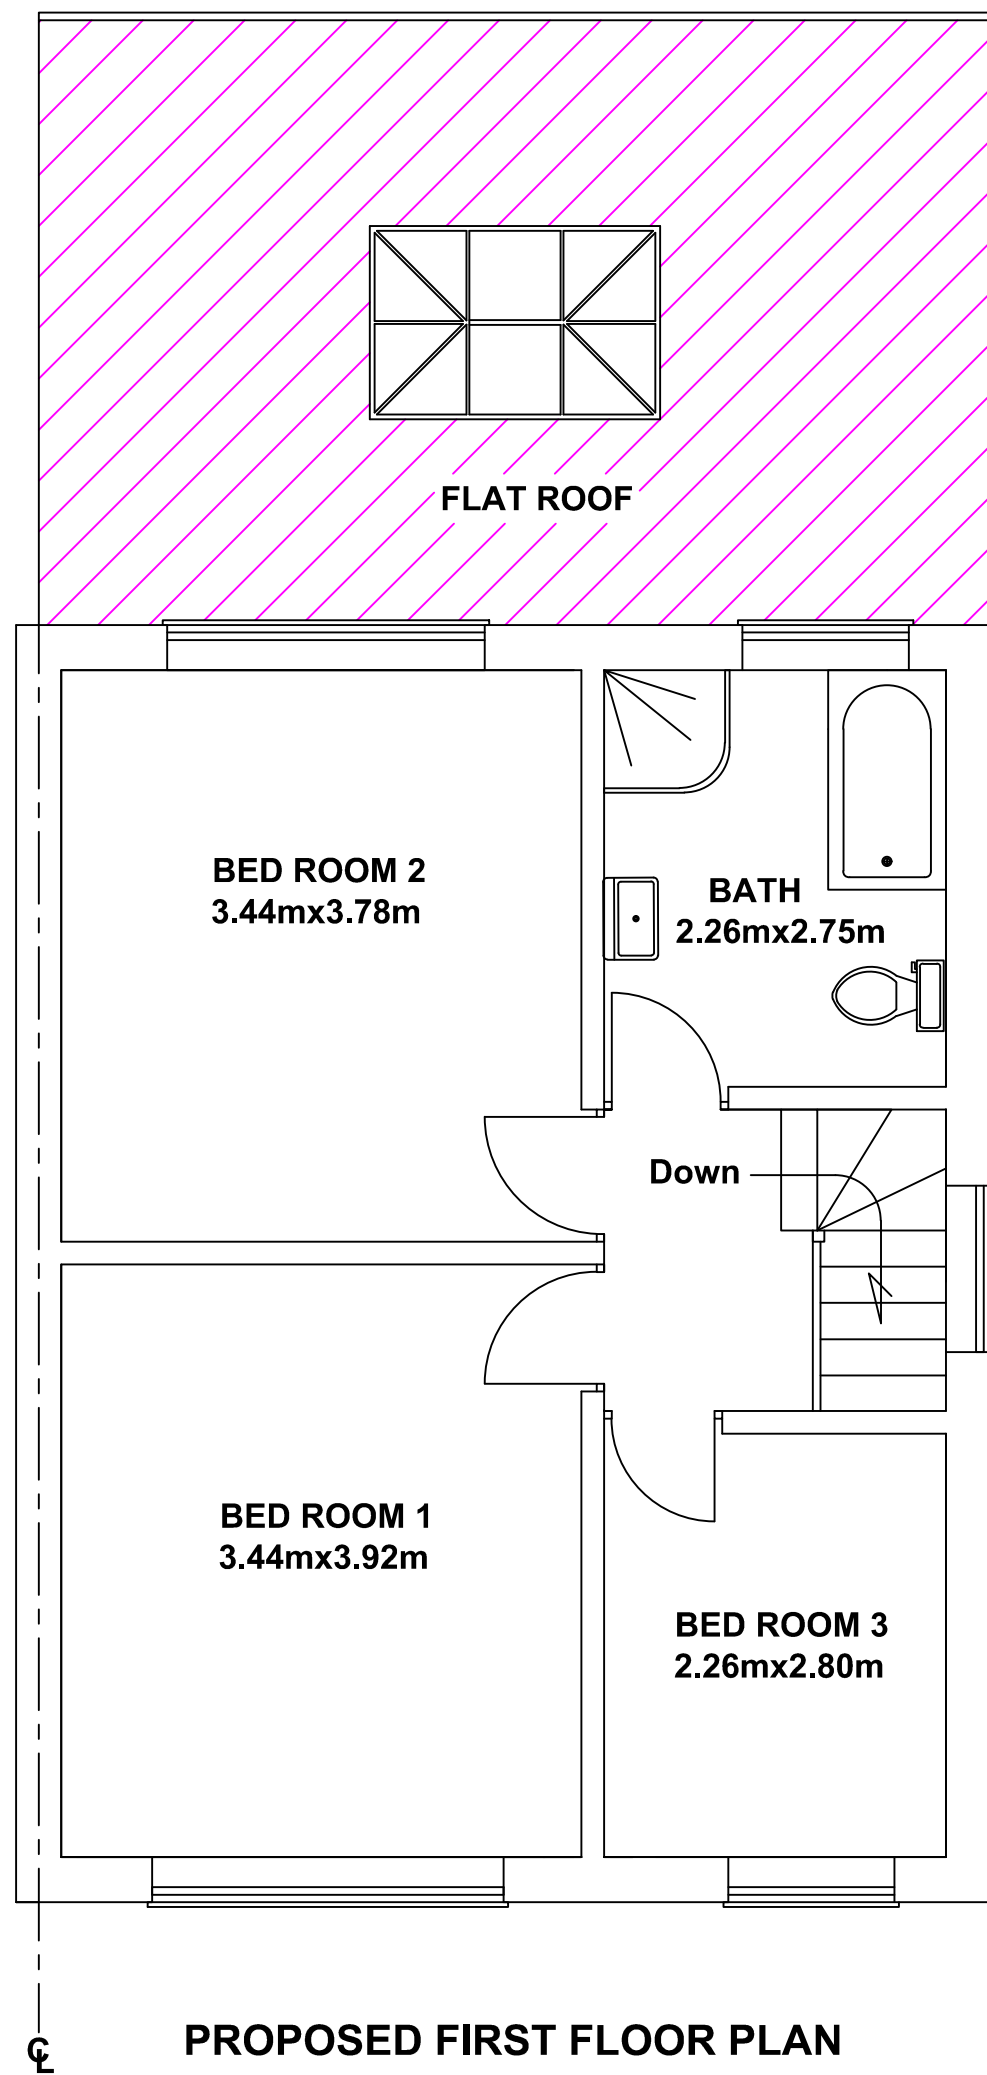 FLAT ROOF
BED ROOM 2
3.44mx3.78m
BATH
2.26mx2.75m
Down
BED ROOM 1
3.44mx3.92m
BED ROOM 3
2.26mx2.80m
℄
PROPOSED FIRST FLOOR PLAN